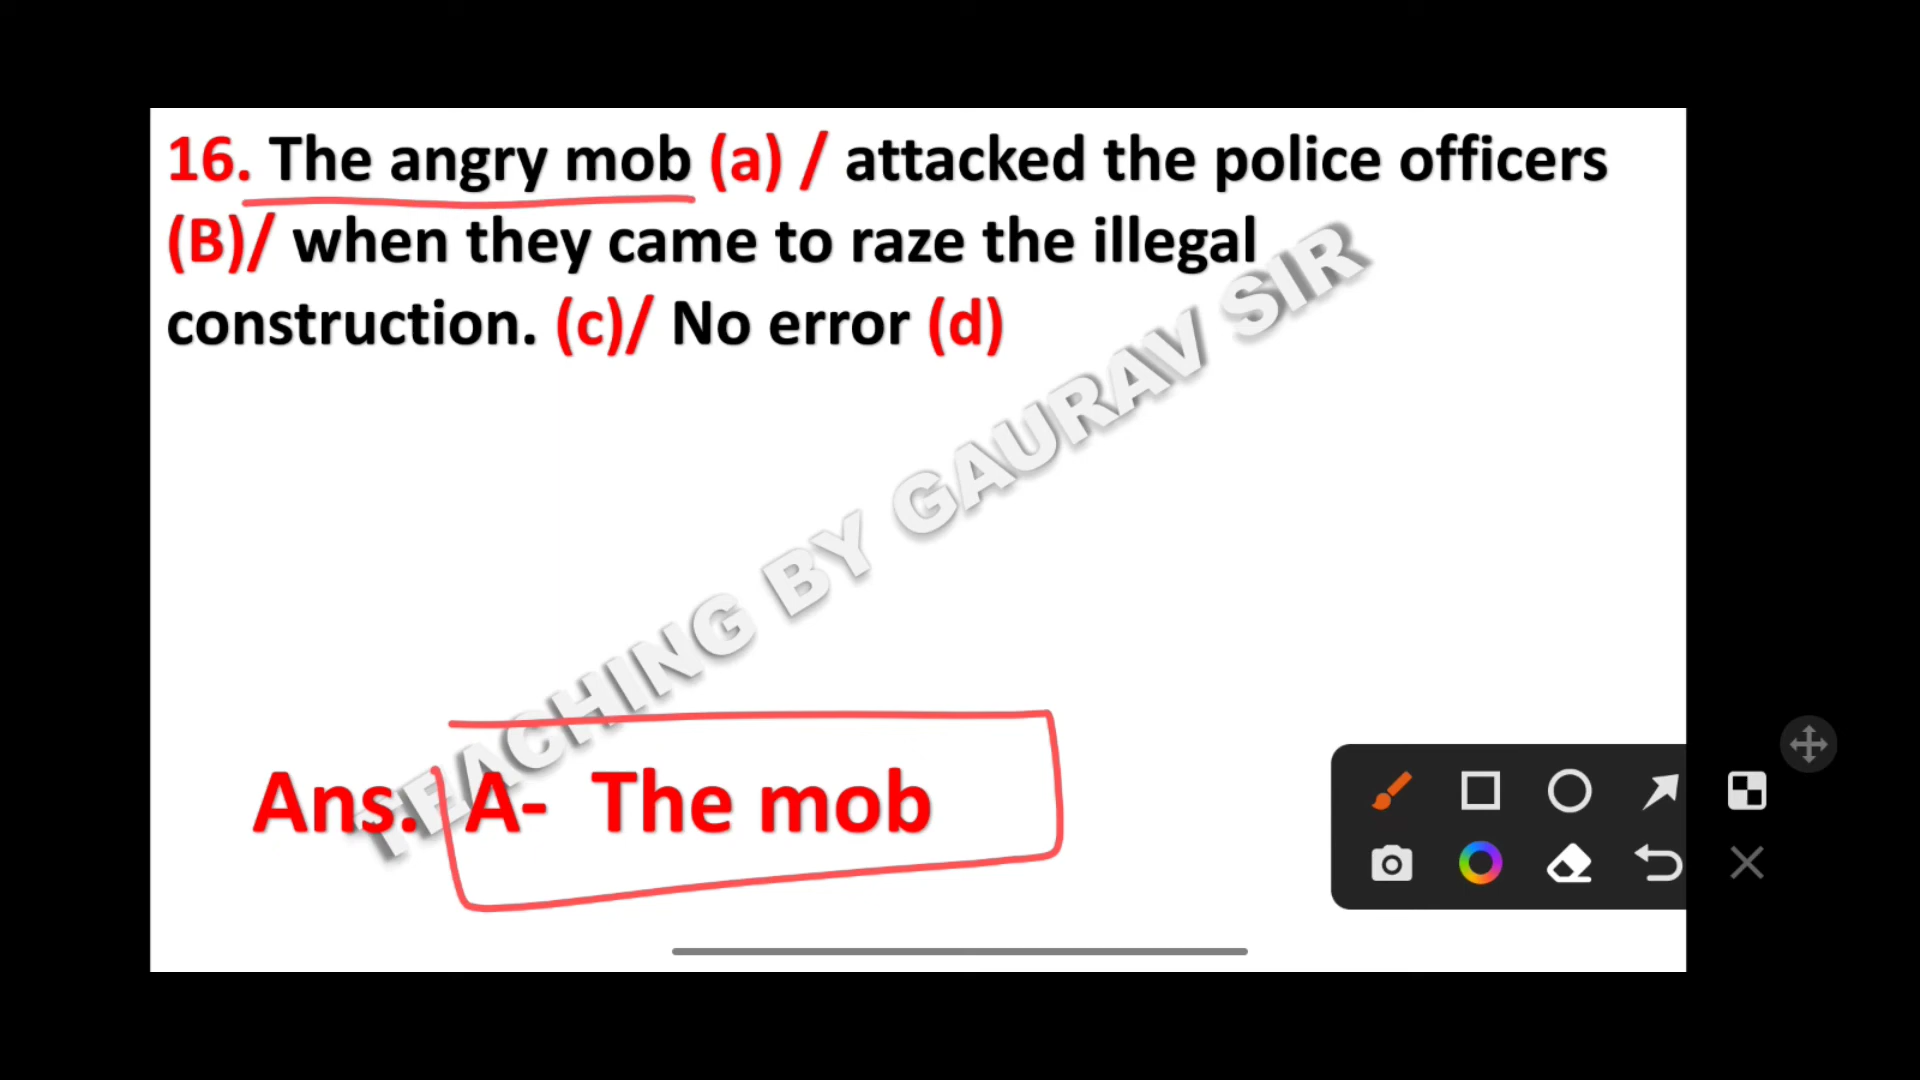 16. The angry mob (a) / attacked the police officers
(B)/ when they came to raze the illegal
construction. (c)/ No error (d)
TEACHING BY GAURAV SIR
Ans. A- The mob